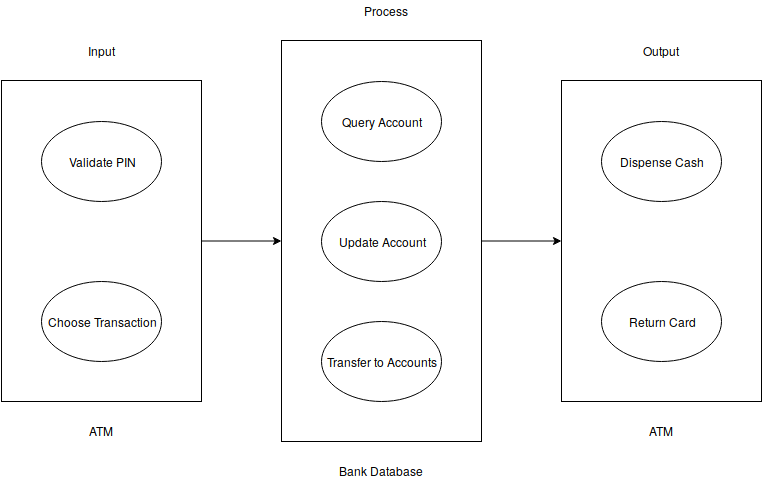 Process
Input
Output
Query Account
Validate PIN
Dispense Cash
Update Account
Choose Transaction
Return Card
Transfer to Accounts
ATM
ATM
Bank Database